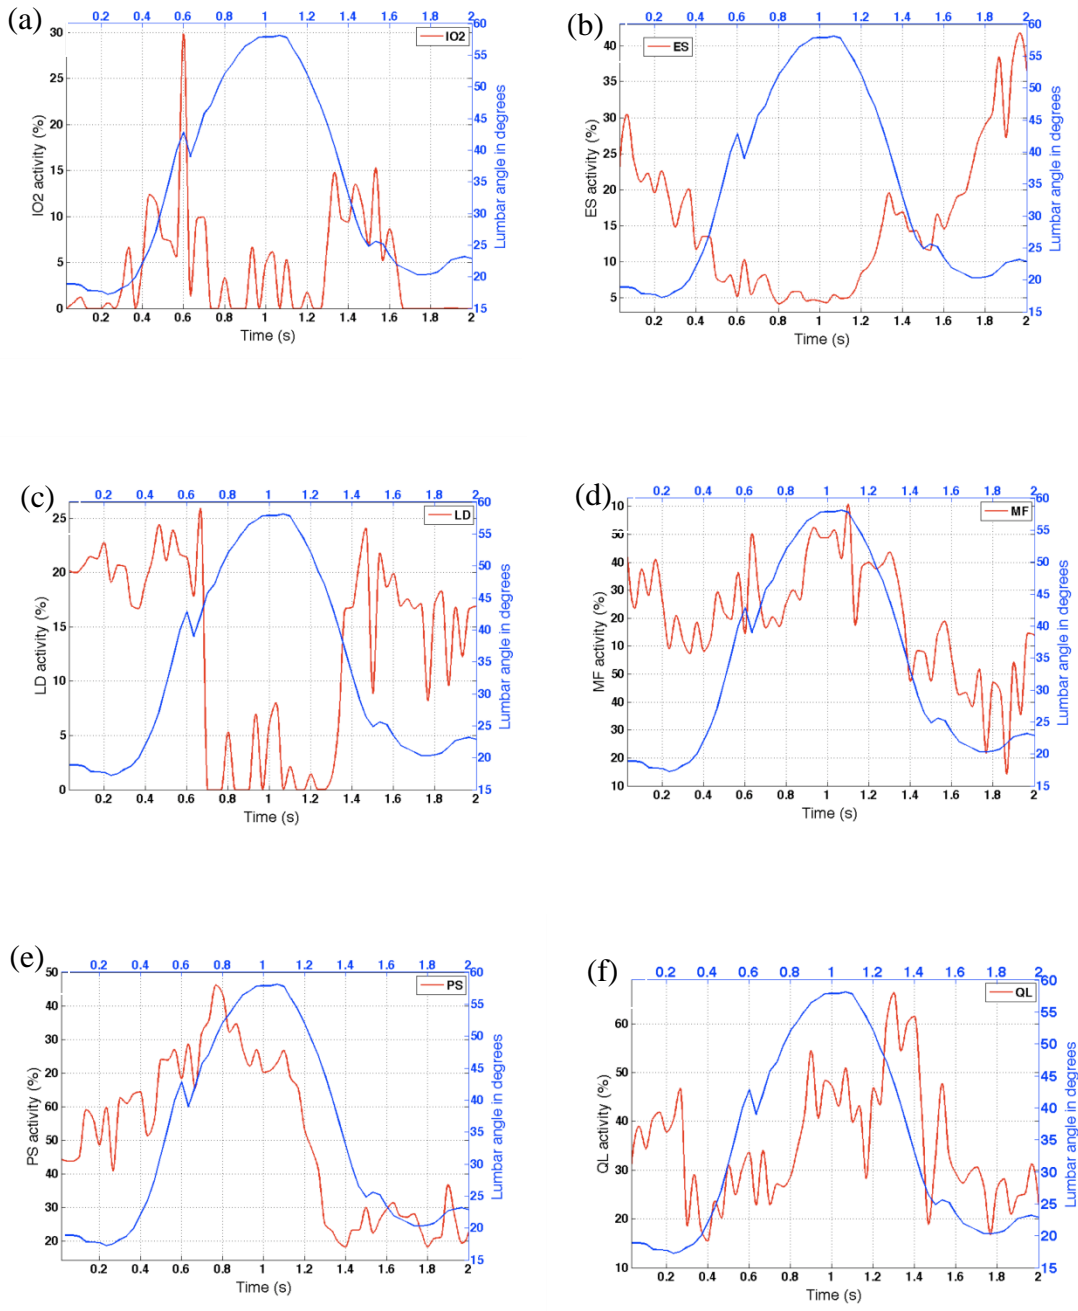 (a)
0.2 0.4 0.6 0.8 1 1.2 1.4 1.6 1.8 2
60 55 50 45 40 35 30 25 20 15
Lumbar angle in degrees
30 25 20 15 10 5 0
IO2 activity (%)
IO2
0.2 0.4 0.6 0.8 1 1.2 1.4 1.6 1.8 2
Time (s)
(b)
0.2 0.4 0.6 0.8 1 1.2 1.4 1.6 1.8 2
60 55 50 45 40 35 30 25 20 15
Lumbar angle in degrees
40 35 30 25 20 15 10 5
ES activity (%)
ES
0.2 0.4 0.6 0.8 1 1.2 1.4 1.6 1.8 2
Time (s)
(c)
0.2 0.4 0.6 0.8 1 1.2 1.4 1.6 1.8 2
60 55 50 45 40 35 30 25 20 15
Lumbar angle in degrees
25 20 15 10 5 0
LD activity (%)
LD
0.2 0.4 0.6 0.8 1 1.2 1.4 1.6 1.8 2
Time (s)
(d)
0.2 0.4 0.6 0.8 1 1.2 1.4 1.6 1.8 2
60 55 50 45 40 35 30 25 20 15
Lumbar angle in degrees
10 50 40 30 20 10 50 40 30 20 10
MF activity (%)
MF
0.2 0.4 0.6 0.8 1 1.2 1.4 1.6 1.8 2
Time (s)
(e)
0.2 0.4 0.6 0.8 1 1.2 1.4 1.6 1.8 2
60 55 50 45 40 35 30 25 20 15
Lumbar angle in degrees
50 40 30 20 60 50 40 30 20
PS activity (%)
PS
0.2 0.4 0.6 0.8 1 1.2 1.4 1.6 1.8 2
Time (s)
(f)
0.2 0.4 0.6 0.8 1 1.2 1.4 1.6 1.8 2
60 55 50 45 40 35 30 25 20 15
Lumbar angle in degrees
60 50 40 30 20 10
QL activity (%)
QL
0.2 0.4 0.6 0.8 1 1.2 1.4 1.6 1.8 2
Time (s)